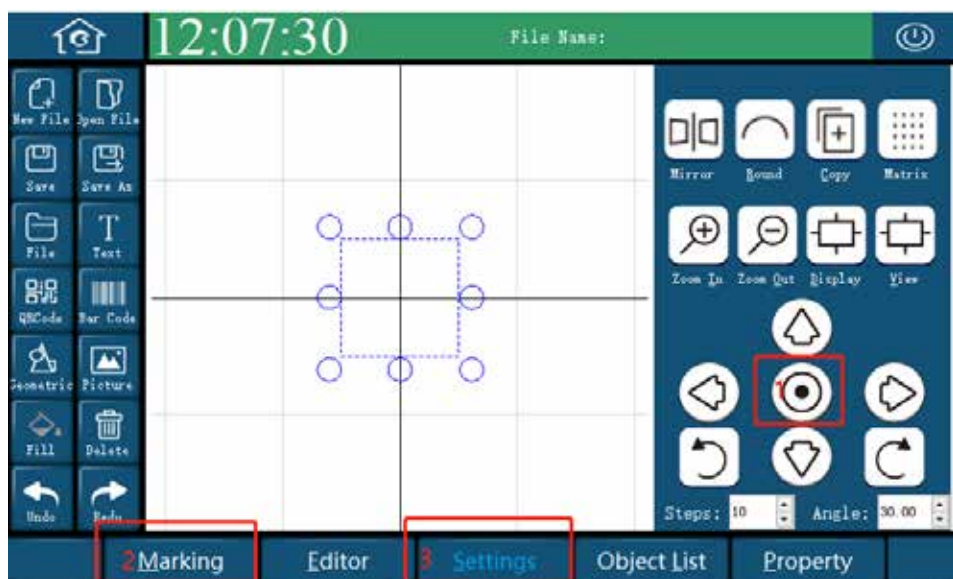 12:07:30
File Name:
New File
Open File
Save
Save As
File
Text
QRCode
Bar Code
Geometric
Picture
Fill
Delete
Undo
Redo
Mirror
Round
Copy
Matrix
Zoom In
Zoom Out
Display
View
1
Steps: 10
Angle: 30.00
2 Marking
Editor
3 Settings
Object List
Property